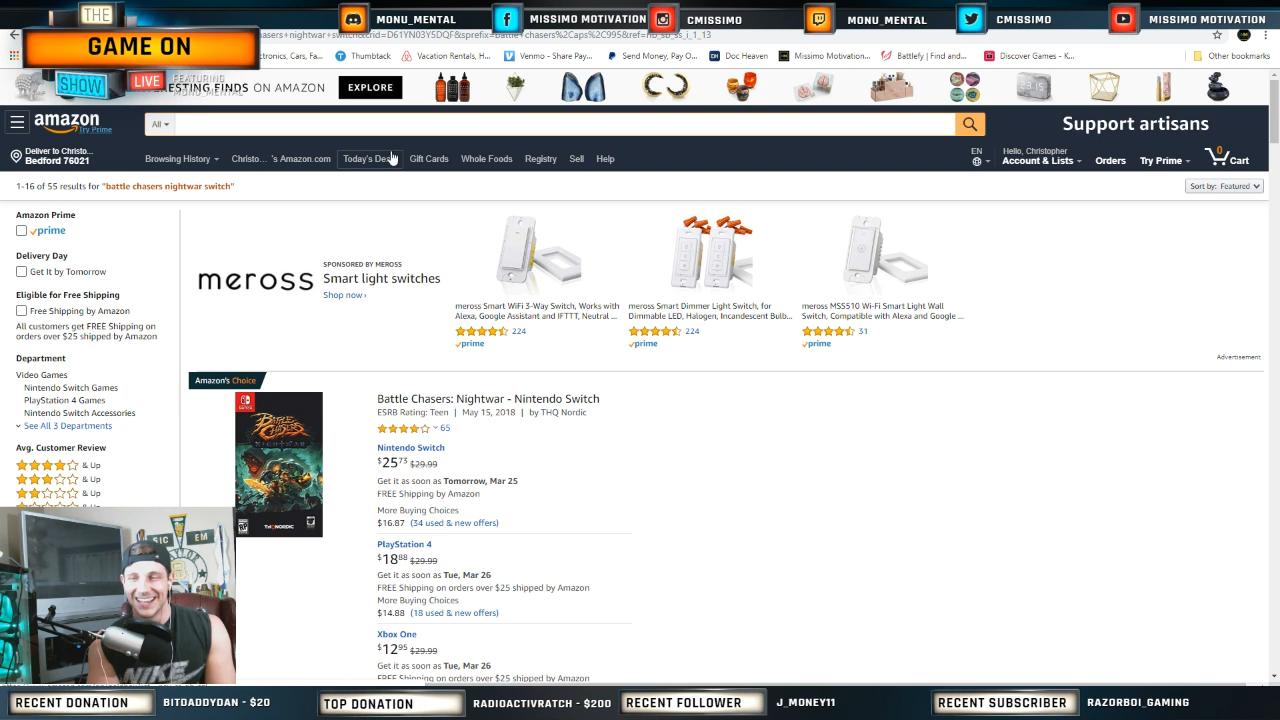 THE
GAME ON
SHOW
LIVE
FEATURING
MONU_MENTAL
MONU_MENTAL
MISSIMO MOTIVATION
CMISSIMO
MONU_MENTAL
CMISSIMO
MISSIMO MOTIVATION
asers+nightwar+switch&crid=D61YN03Y5DQF&sprefix=battle+chasers%2Caps%2C995&ref=nb_sb_ss_i_1_13
ectronics, Cars, Fa...
Thumbtack
Vacation Rentals, H...
Venmo - Share Pay...
Send Money, Pay O...
Doc Heaven
Missimo Motivation...
Battlefy | Find and...
Discover Games - K...
Other bookmarks
ESTING FINDS ON AMAZON
EXPLORE
amazon
Try Prime
All
Support artisans
Deliver to Christo...
Bedford 76021
Browsing History
Christo... 's Amazon.com
Today's Dea
Gift Cards
Whole Foods
Registry
Sell
Help
EN
Hello, Christopher
Account & Lists
Orders
Try Prime
0
Cart
1-16 of 55 results for "battle chasers nightwar switch"
Sort by: Featured
Amazon Prime
prime
Delivery Day
Get It by Tomorrow
Eligible for Free Shipping
Free Shipping by Amazon
All customers get FREE Shipping on
orders over $25 shipped by Amazon
Department
Video Games
Nintendo Switch Games
PlayStation 4 Games
Nintendo Switch Accessories
See All 3 Departments
Avg. Customer Review
& Up
& Up
& Up
meross
SPONSORED BY MEROSS
Smart light switches
Shop now ›
meross Smart WiFi 3-Way Switch, Works with
Alexa, Google Assistant and IFTTT, Neutral ...
224
prime
meross Smart Dimmer Light Switch, for
Dimmable LED, Halogen, Incandescent Bulb...
224
prime
meross MSS510 Wi-Fi Smart Light Wall
Switch, Compatible with Alexa and Google ...
31
prime
Advertisement
Amazon's Choice
BATTLE CHASERS
NIGHTWAR
THQ NORDIC
Battle Chasers: Nightwar - Nintendo Switch
ESRB Rating: Teen | May 15, 2018 | by THQ Nordic
65
Nintendo Switch
$25 73 $29.99
Get it as soon as Tomorrow, Mar 25
FREE Shipping by Amazon
More Buying Choices
$16.87 (34 used & new offers)
PlayStation 4
$18 88 $29.99
Get it as soon as Tue, Mar 26
FREE Shipping on orders over $25 shipped by Amazon
More Buying Choices
$14.88 (18 used & new offers)
Xbox One
$12 95 $29.99
Get it as soon as Tue, Mar 26
FREE Shipping on orders over $25 shipped by Amazon
SIC EM
NIKE
RECENT DONATION
BITDADDYDAN - $20
TOP DONATION
RADIOACTIVRATCH - $200
RECENT FOLLOWER
J_MONEY11
RECENT SUBSCRIBER
RAZORBOI_GAMING